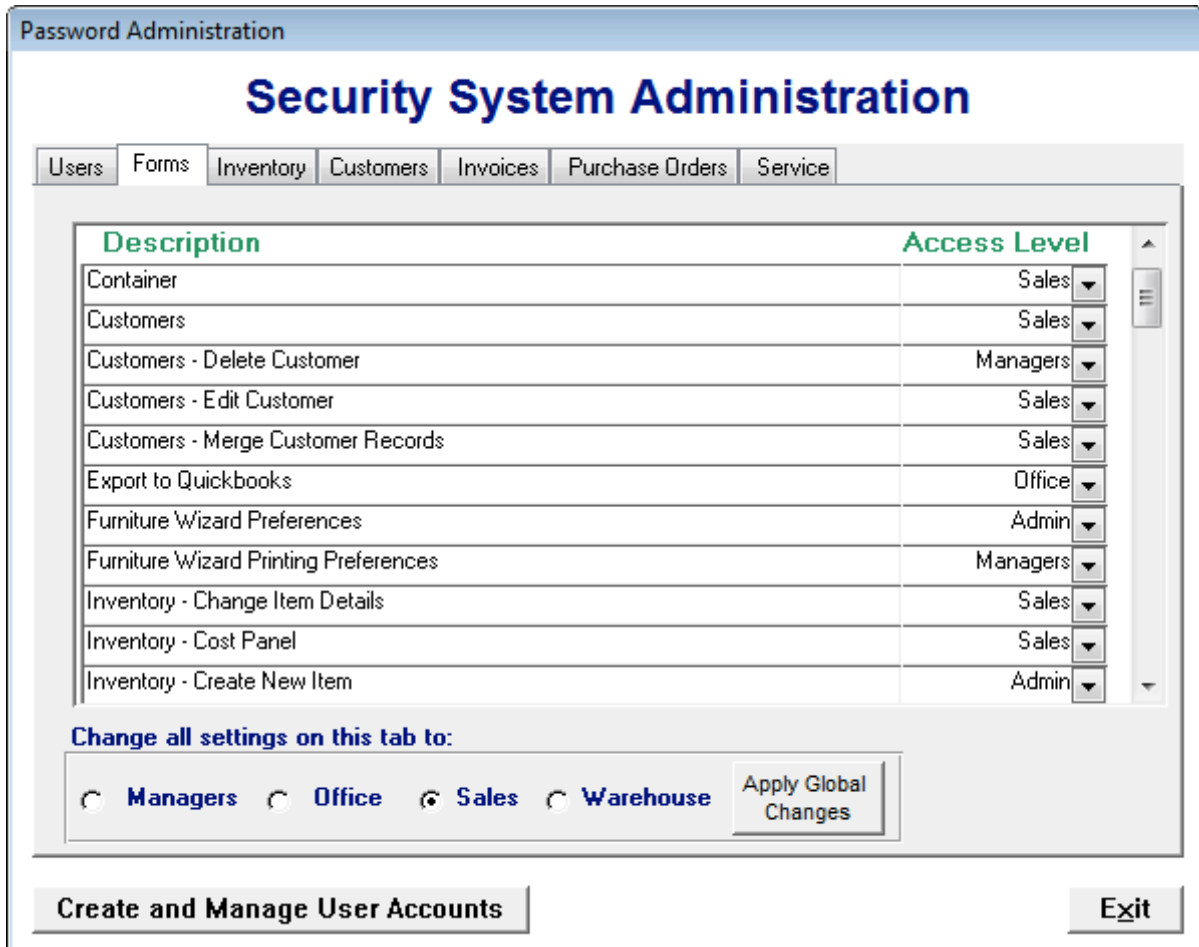 Password Administration
Security System Administration
Users Forms Inventory Customers Invoices Purchase Orders Service
Description Access Level
Container Sales
Customers Sales
Customers - Delete Customer Managers
Customers - Edit Customer Sales
Customers - Merge Customer Records Sales
Export to Quickbooks Office
Furniture Wizard Preferences Admin
Furniture Wizard Printing Preferences Managers
Inventory - Change Item Details Sales
Inventory - Cost Panel Sales
Inventory - Create New Item Admin
Change all settings on this tab to:
Managers Office Sales Warehouse Apply Global
Changes
Create and Manage User Accounts Exit